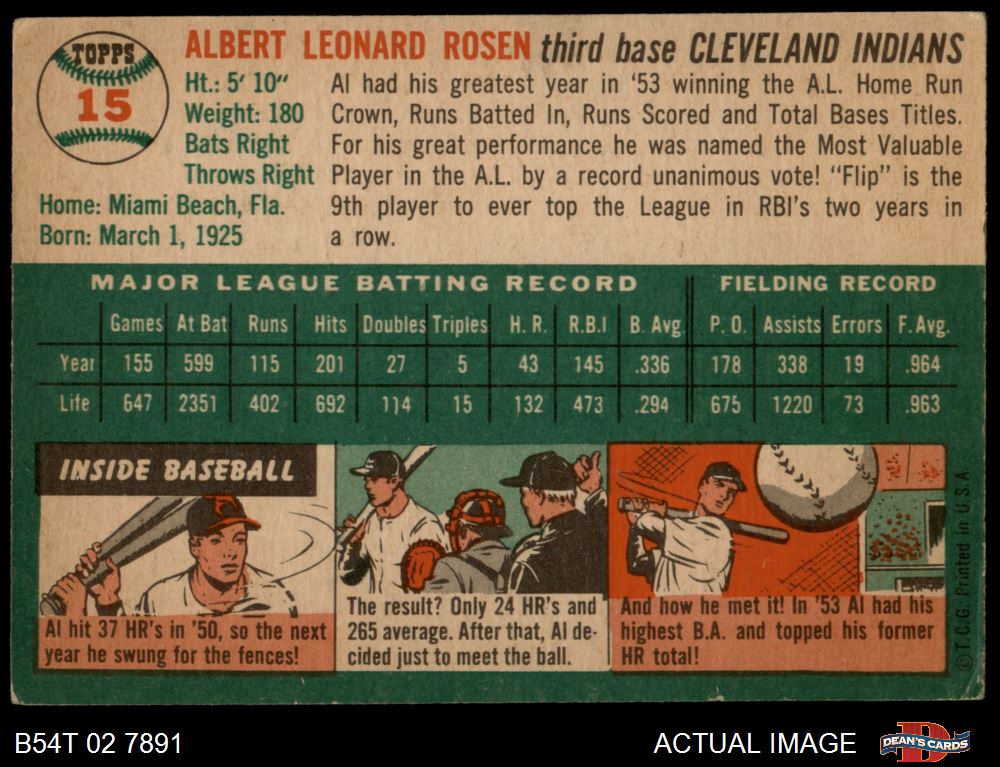 TOPPS
15
ALBERT LEONARD ROSEN third base CLEVELAND INDIANS
Ht.: 5' 10"
Weight: 180
Bats Right
Throws Right
Home: Miami Beach, Fla.
Born: March 1, 1925
Al had his greatest year in '53 winning the A.L. Home Run
Crown, Runs Batted In, Runs Scored and Total Bases Titles.
For his great performance he was named the Most Valuable
Player in the A.L. by a record unanimous vote! "Flip" is the
9th player to ever top the League in RBI's two years in
a row.
MAJOR LEAGUE BATTING RECORD FIELDING RECORD
Games At Bat Runs Hits Doubles Triples H. R. R.B.I B. Avg. P. O. Assists Errors F. Avg.
Year 155 599 115 201 27 5 43 145 .336 178 338 19 .964
Life 647 2351 402 692 114 15 132 473 .294 675 1220 73 .963
INSIDE BASEBALL
Al hit 37 HR's in '50, so the next
year he swung for the fences!
The result? Only 24 HR's and
265 average. After that, Al de-
cided just to meet the ball.
And how he met it! In '53 Al had his
highest B.A. and topped his former
HR total!
© T.C.G. Printed in U.S.A.
B54T 02 7891
ACTUAL IMAGE
DEAN'S CARDS